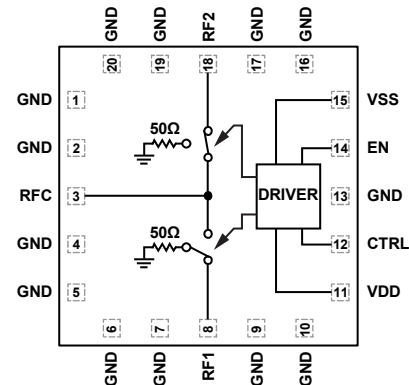 GND GND RF2 GND GND
20 19 18 17 16
GND 1
15 VSS
50Ω
GND 2
14 EN
RFC 3
DRIVER
13 GND
50Ω
GND 4
12 CTRL
GND 5
11 VDD
6 7 8 9 10
GND GND RF1 GND GND